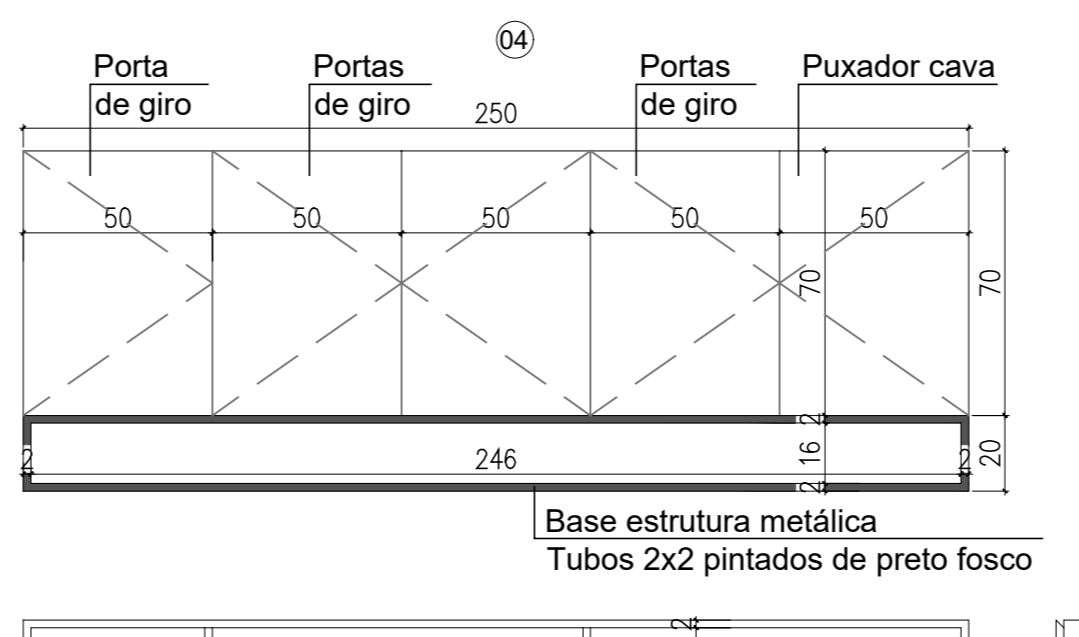 04
Porta
de giro
Portas
de giro
Portas
de giro
Puxador cava
250
50
50
50
50
50
70
70
2
2
246
16
2
20
2
Base estrutura metálica
Tubos 2x2 pintados de preto fosco
2